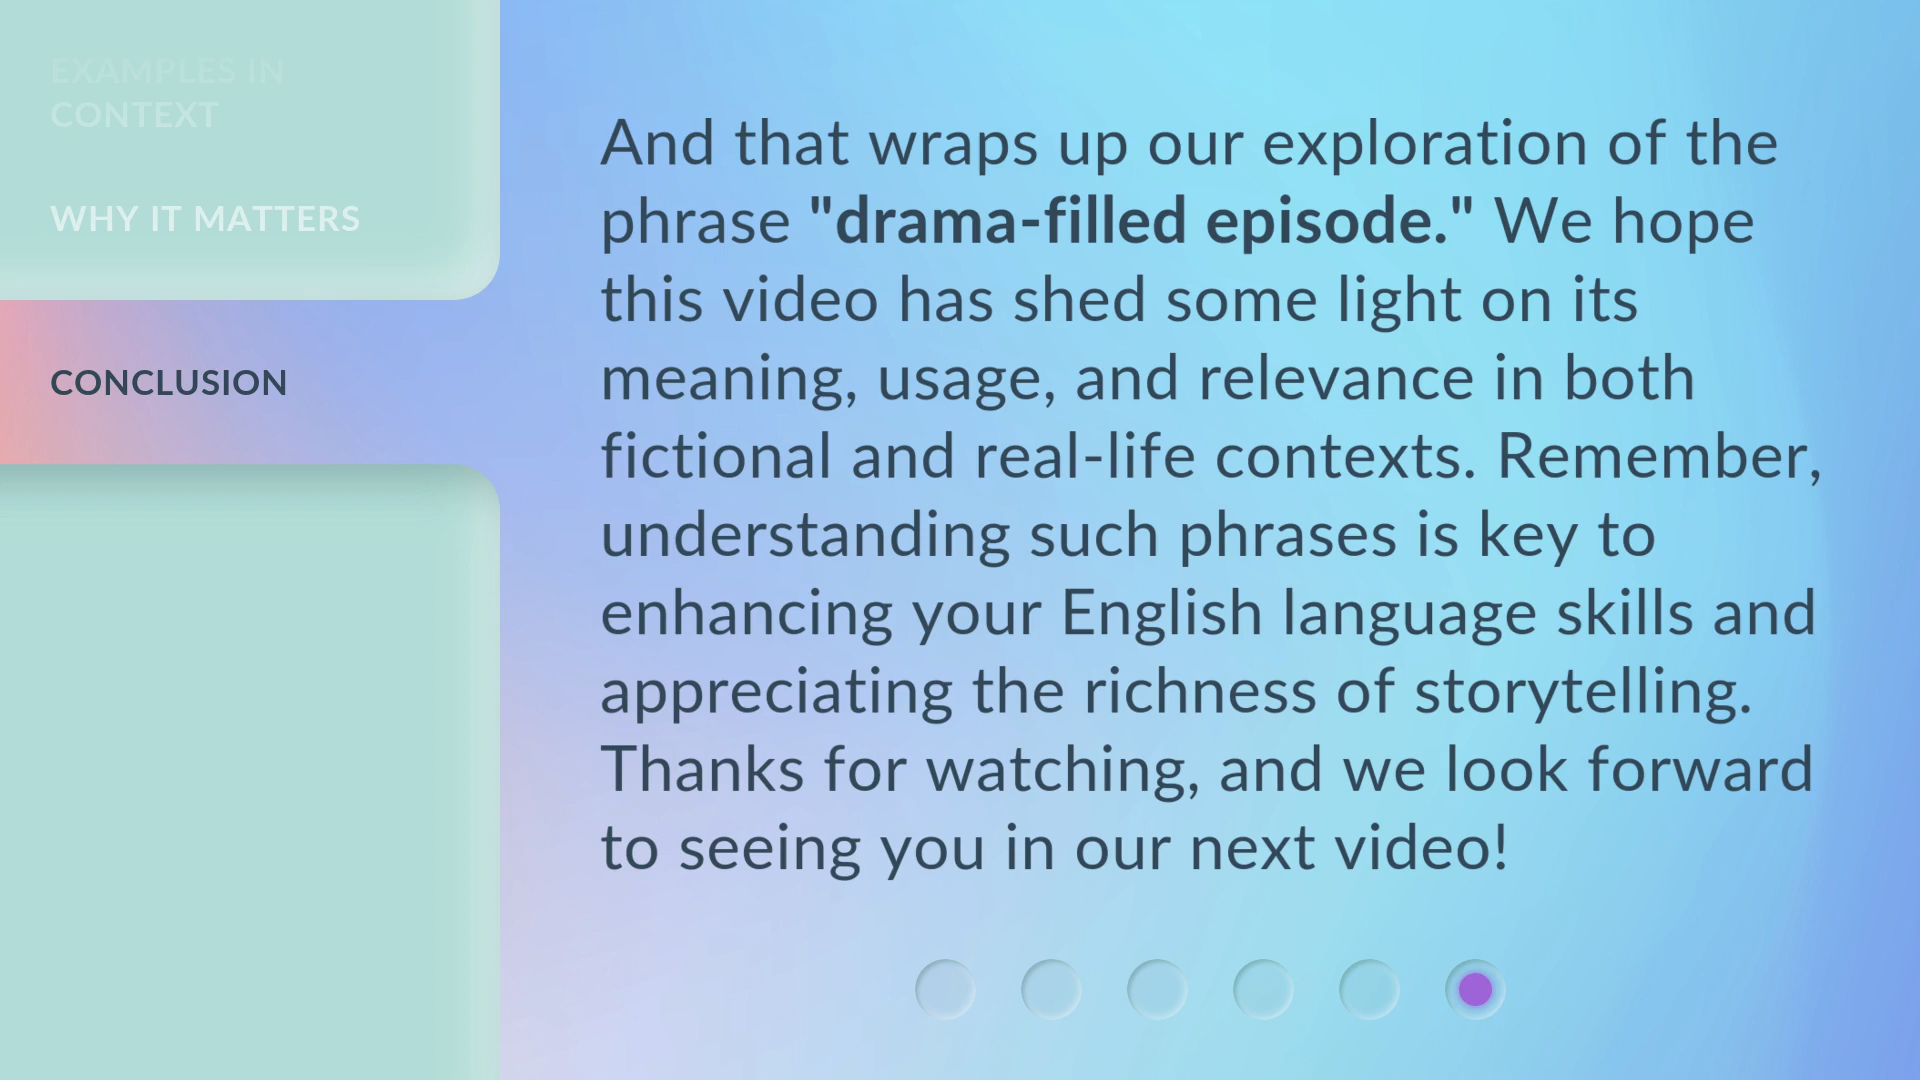 EXAMPLES IN
CONTEXT
WHY IT MATTERS
CONCLUSION
And that wraps up our exploration of the
phrase "drama-filled episode." We hope
this video has shed some light on its
meaning, usage, and relevance in both
fictional and real-life contexts. Remember,
understanding such phrases is key to
enhancing your English language skills and
appreciating the richness of storytelling.
Thanks for watching, and we look forward
to seeing you in our next video!